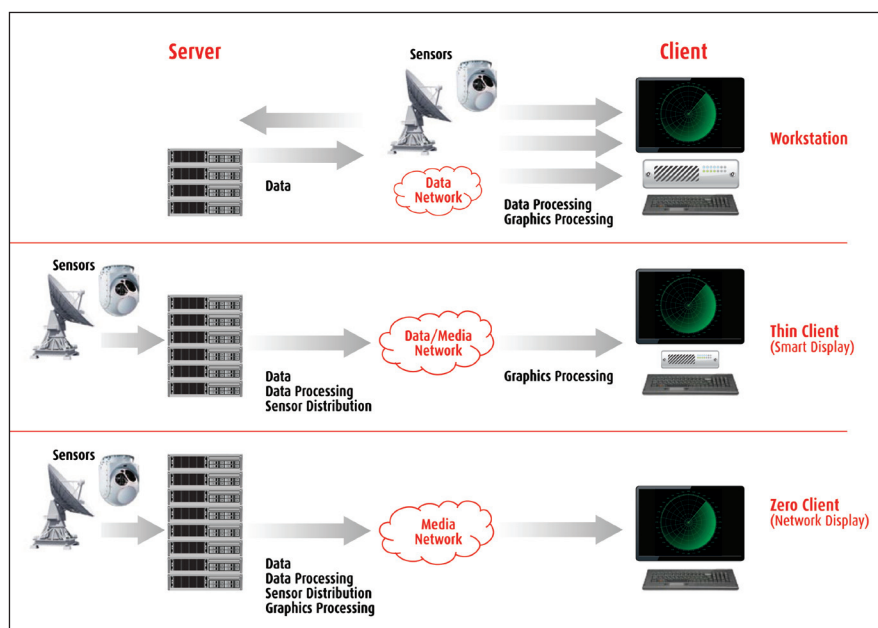 Server
Sensors
Client
Workstation
Data
Data
Network
Data Processing
Graphics Processing
Sensors
Data/Media
Network
Thin Client
(Smart Display)
Data
Data Processing
Sensor Distribution
Graphics Processing
Sensors
Media
Network
Zero Client
(Network Display)
Data
Data Processing
Sensor Distribution
Graphics Processing